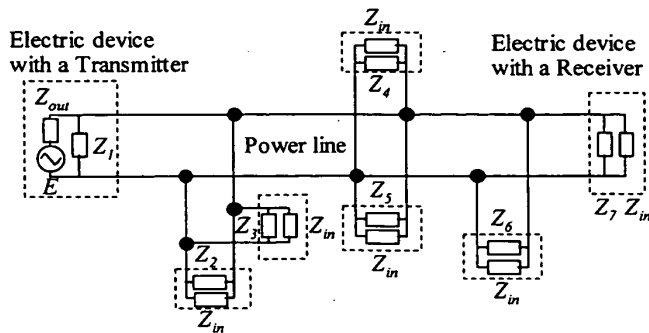 Electric device
with a Transmitter
Z_out
Z_1
E
Power line
Z_in
Z_4
Electric device
with a Receiver
Z_7 Z_in
Z_3
Z_in
Z_2
Z_in
Z_5
Z_in
Z_6
Z_in